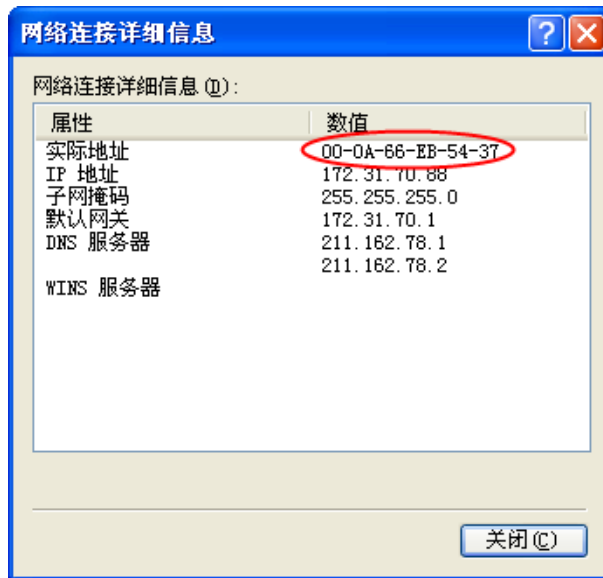 网络连接详细信息
网络连接详细信息(D):
属性 数值
实际地址 00-0A-66-EB-54-37
IP 地址 172.31.70.88
子网掩码 255.255.255.0
默认网关 172.31.70.1
DNS 服务器 211.162.78.1
211.162.78.2
WINS 服务器
关闭(C)